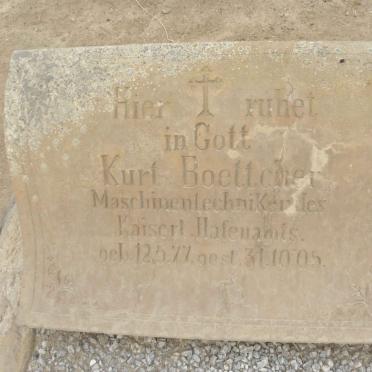 Hier ruhet
in Gott
Kurt Boettcher
Maschinentechniker des
Kaiserl. Hafenamts.
geb. 12.5.77. gest. 31.10.05.